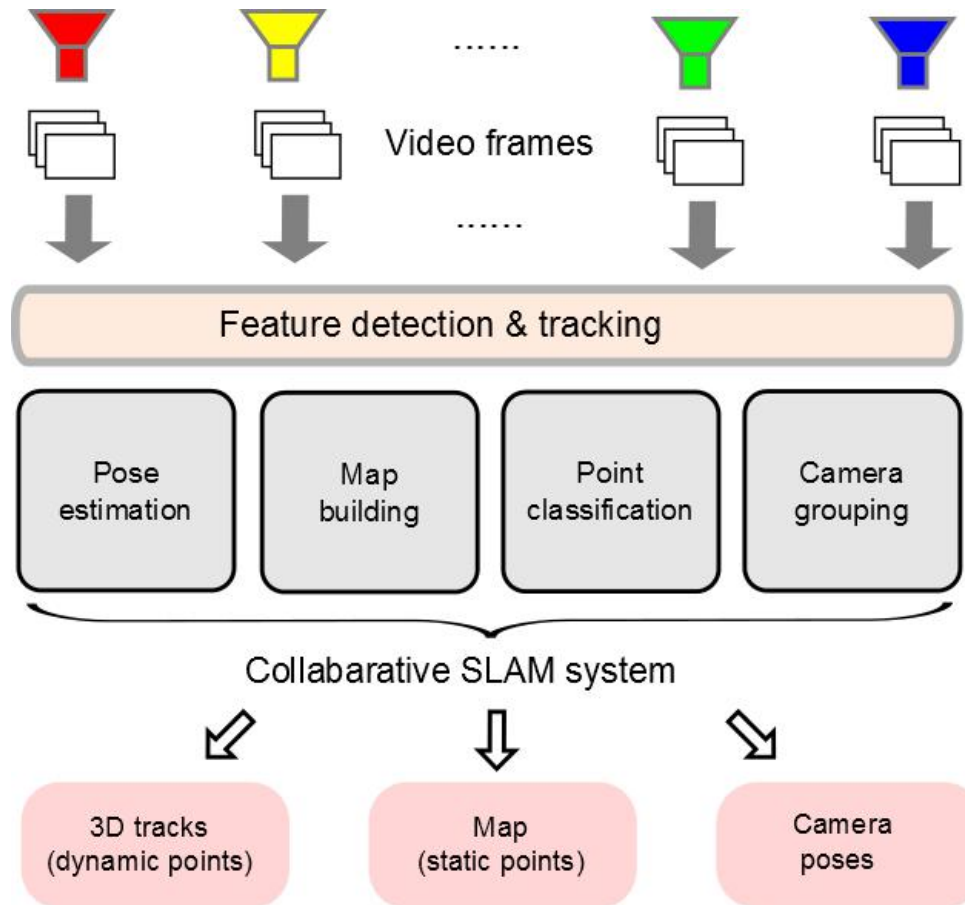 ......
Video frames
......
Feature detection & tracking
Pose
estimation
Map
building
Point
classification
Camera
grouping
Collabarative SLAM system
3D tracks
(dynamic points)
Map
(static points)
Camera
poses